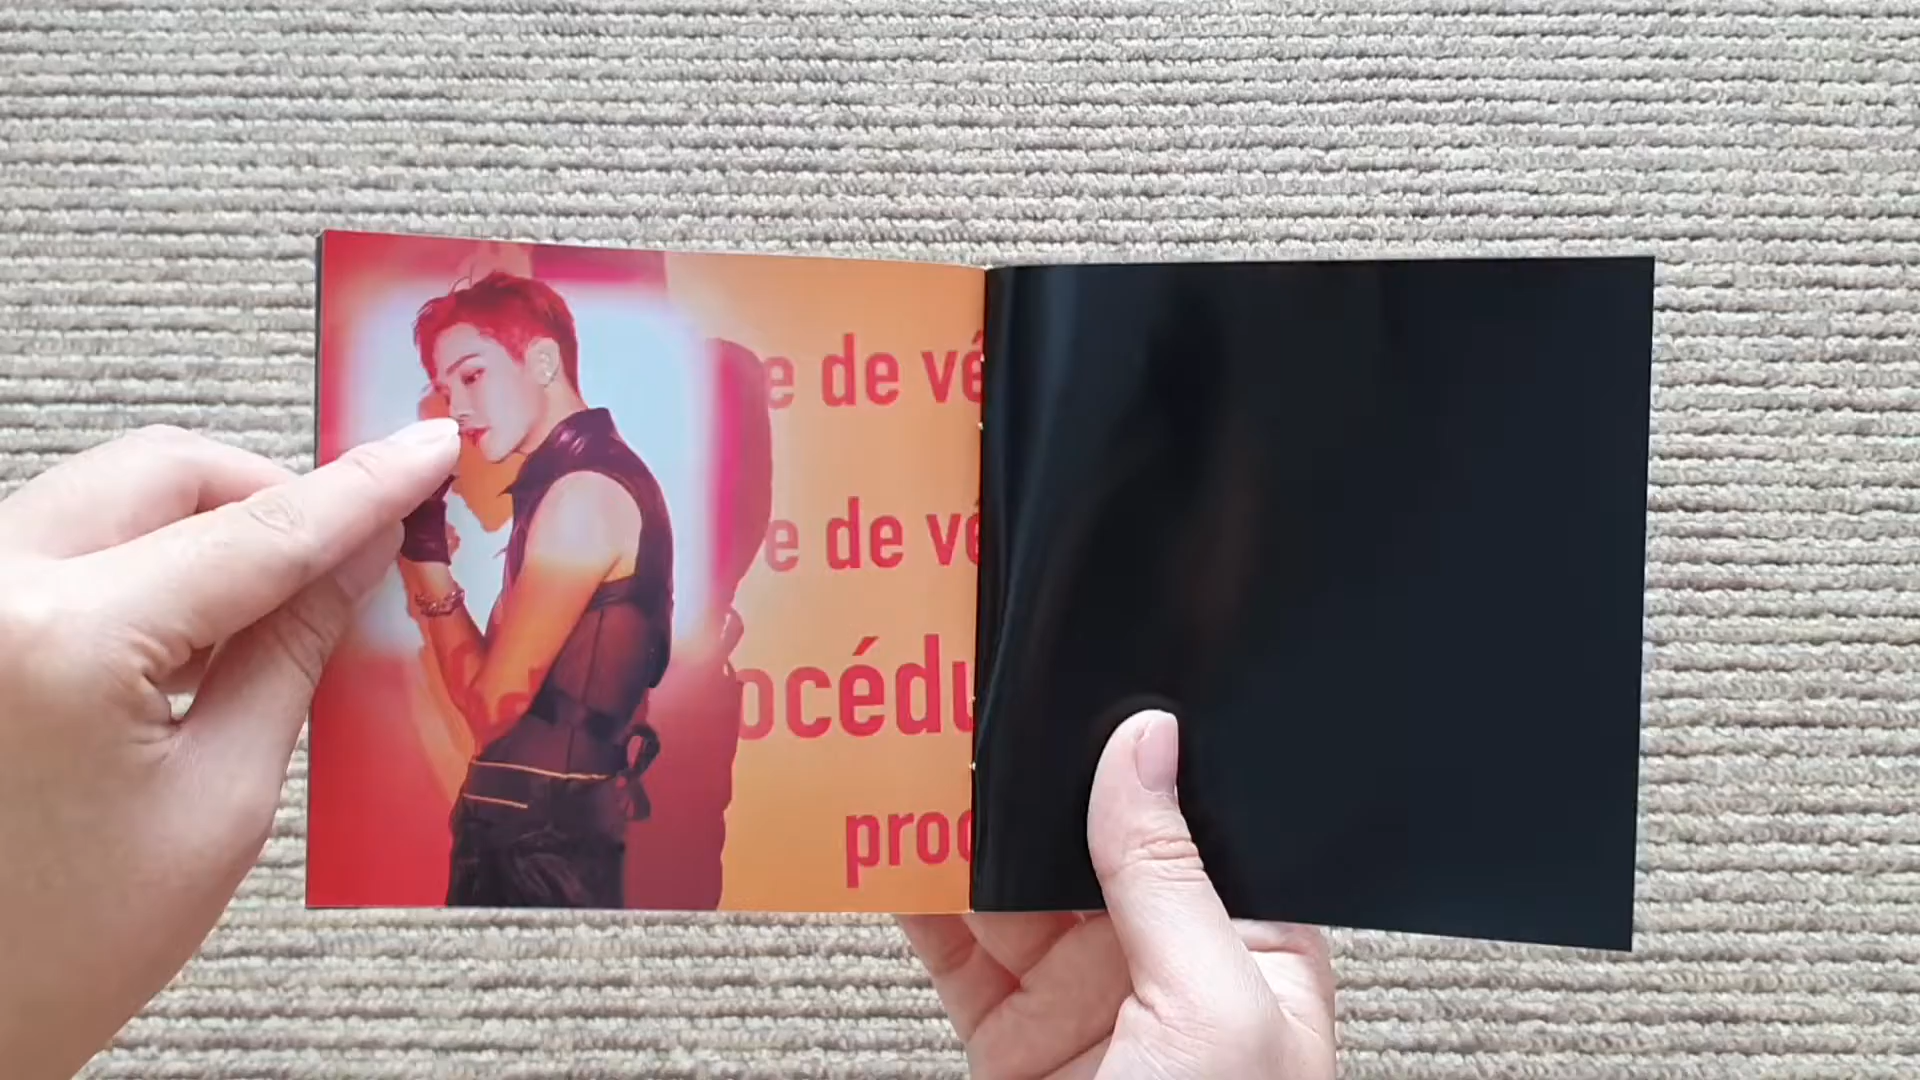 e de vé
e de vé
océdu
proc